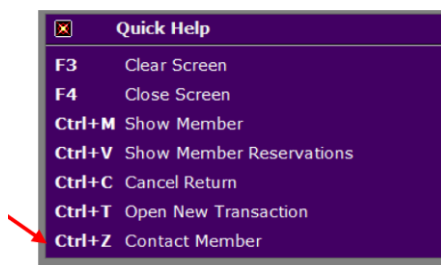 Quick Help
F3 Clear Screen
F4 Close Screen
Ctrl+M Show Member
Ctrl+V Show Member Reservations
Ctrl+C Cancel Return
Ctrl+T Open New Transaction
Ctrl+Z Contact Member